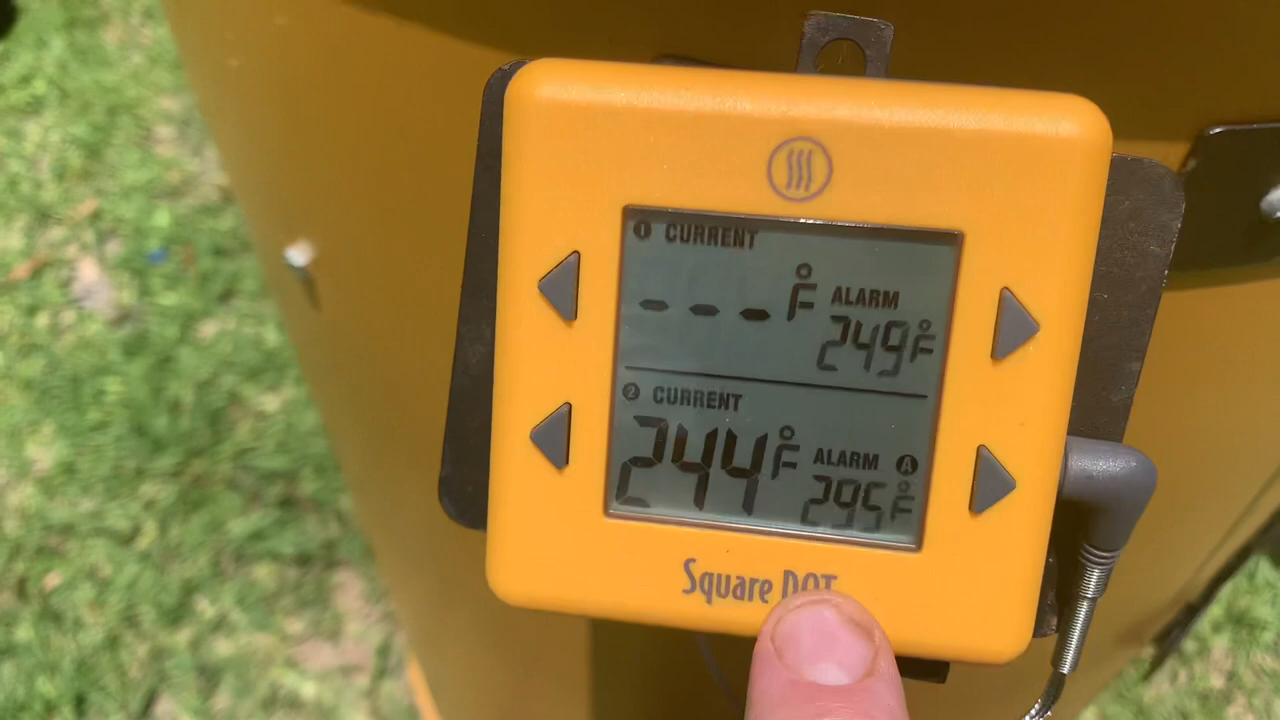 1 CURRENT
---°F ALARM
249°F
2 CURRENT
244°F ALARM A
295°F
Square DOT